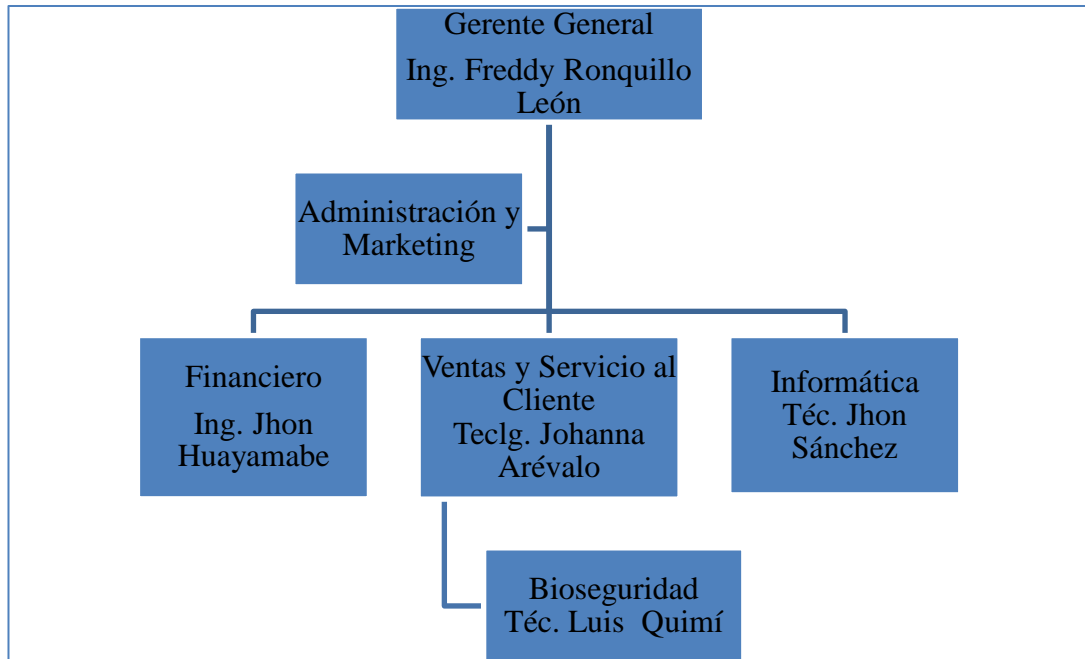 Gerente General
Ing. Freddy Ronquillo
León
Administración y
Marketing
Financiero
Ing. Jhon
Huayamabe
Ventas y Servicio al
Cliente
Teclg. Johanna
Arévalo
Informática
Téc. Jhon
Sánchez
Bioseguridad
Téc. Luis  Quimí